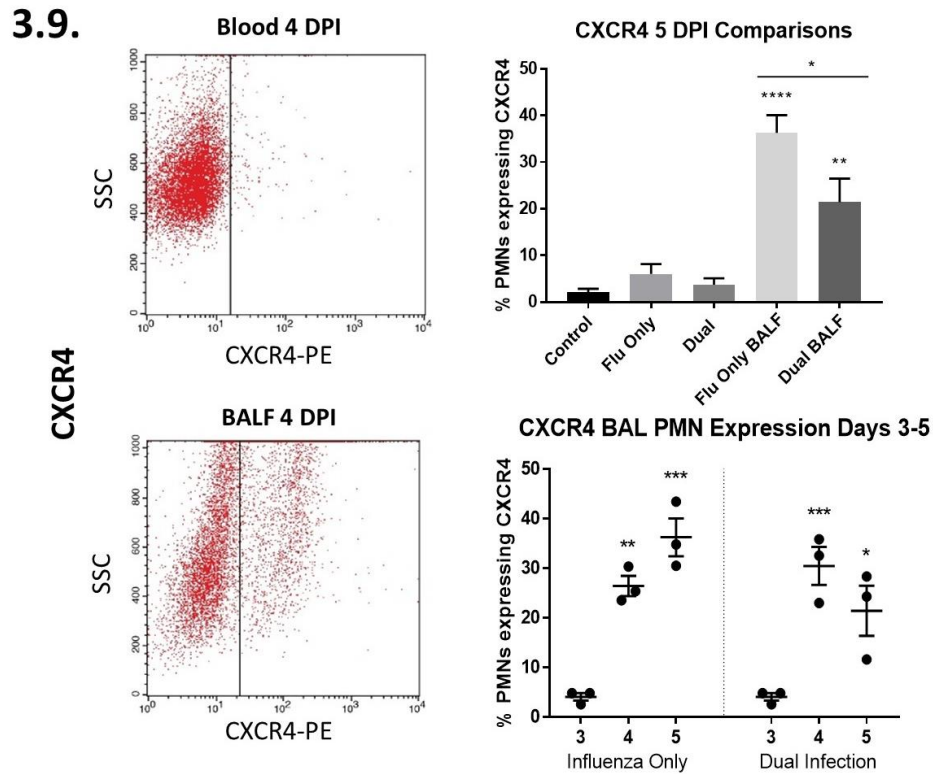 3.9.
CXCR4
Blood 4 DPI
SSC
1000
800
600
400
200
0
10⁰ 10¹ 10² 10³ 10⁴
CXCR4-PE
CXCR4 5 DPI Comparisons
% PMNs expressing CXCR4
50
40
30
20
10
0
*
****
**
Control
Flu Only
Dual
Flu Only BALF
Dual BALF
BALF 4 DPI
SSC
1000
800
600
400
200
0
10⁰ 10¹ 10² 10³ 10⁴
CXCR4-PE
CXCR4 BAL PMN Expression Days 3-5
% PMNs expressing CXCR4
50
40
30
20
10
0
**
***
***
*
3 4 5 3 4 5
Influenza Only Dual Infection